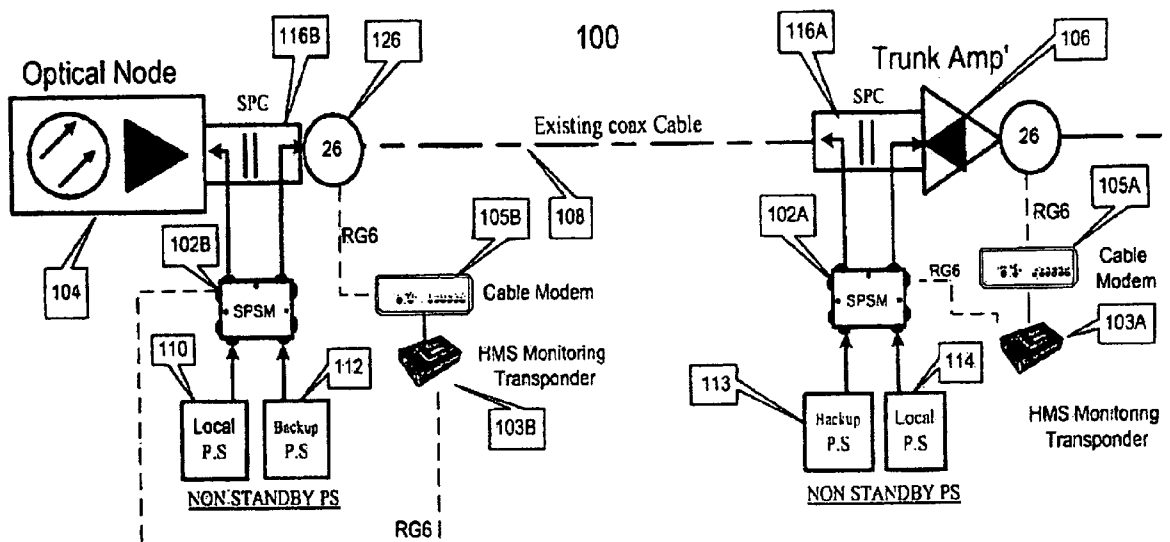 100
116B
126
116A
Trunk Amp'
106
Optical Node
SPC
SPC
26
Existing coax Cable
26
105B
108
105A
RG6
RG6
102B
102A
104
Cable Modem
RG6
Cable
Modem
SPSM
SPSM
103A
110
112
HMS Monitoring
Transponder
113
114
Local
P.S
Backup
P.S
103B
Backup
P.S
Local
P.S
HMS Monitoring
Transponder
NON STANDBY PS
NON STANDBY PS
RG6